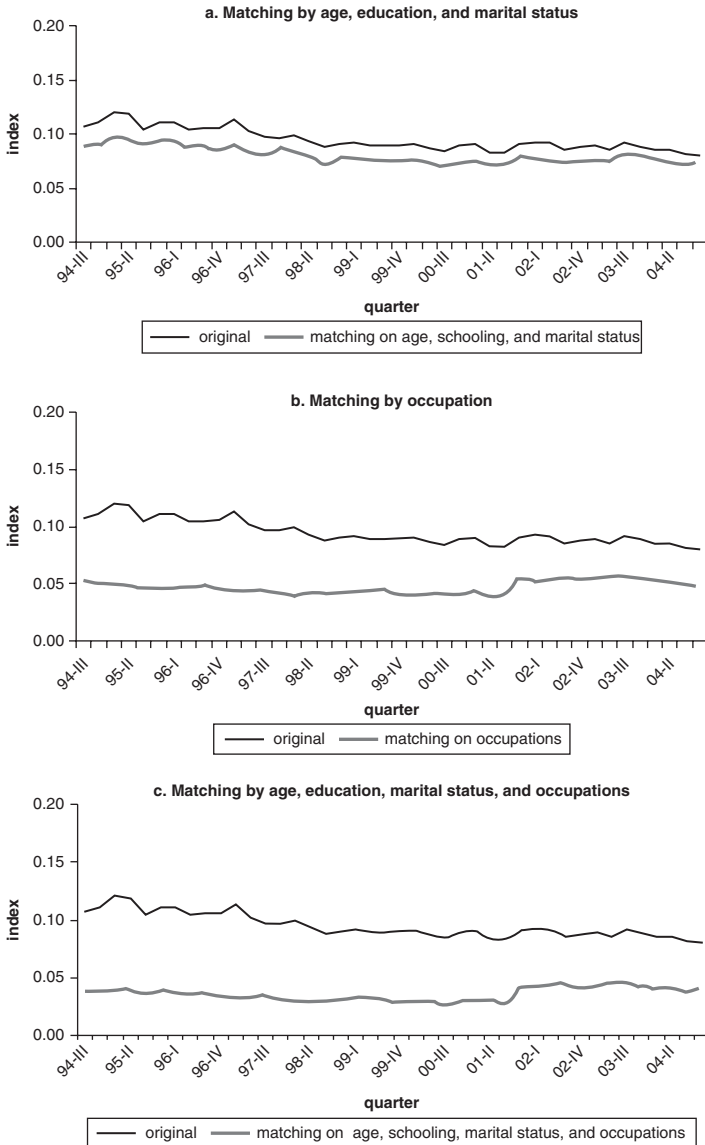 a. Matching by age, education, and marital status
0.20
0.15
0.10
0.05
0.00
index
94-III
95-II
96-I
96-IV
97-III
98-II
99-I
99-IV
00-III
01-II
02-I
02-IV
03-III
04-II
quarter
original matching on age, schooling, and marital status
b. Matching by occupation
0.20
0.15
0.10
0.05
0.00
index
94-III
95-II
96-I
96-IV
97-III
98-II
99-I
99-IV
00-III
01-II
02-I
02-IV
03-III
04-II
quarter
original matching on occupations
c. Matching by age, education, marital status, and occupations
0.20
0.15
0.10
0.05
0.00
index
94-III
95-II
96-I
96-IV
97-III
98-II
99-I
99-IV
00-III
01-II
02-I
02-IV
03-III
04-II
quarter
original matching on age, schooling, marital status, and occupations